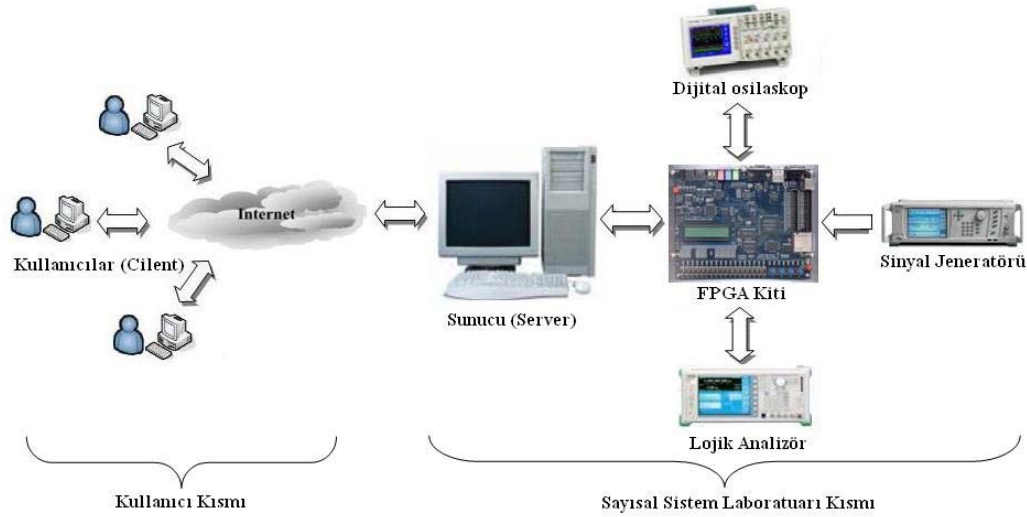 Dijital osilaskop
Internet
Kullanıcılar (Cilent)
Sunucu (Server)
FPGA Kiti
Sinyal Jeneratörü
Lojik Analizör
Kullanıcı Kısmı
Sayısal Sistem Laboratuarı Kısmı